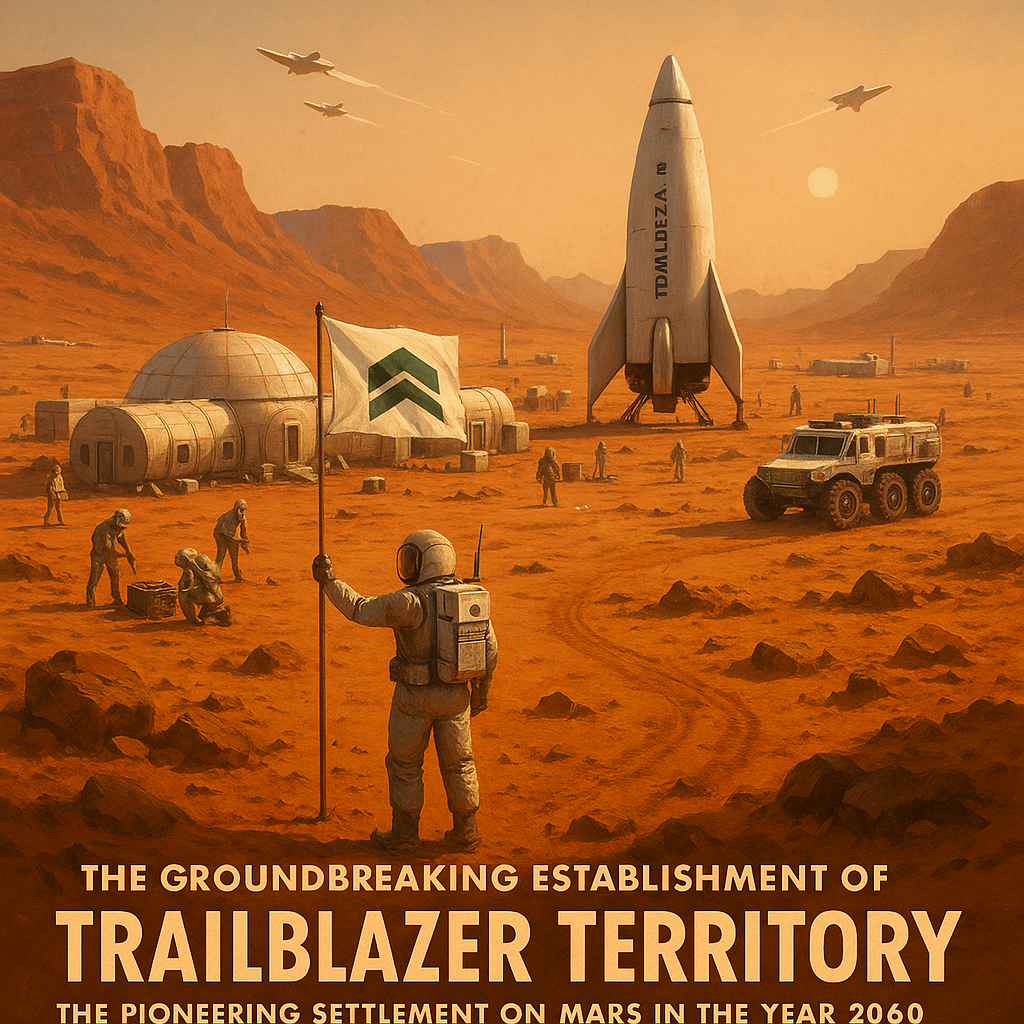 THE GROUNDBREAKING ESTABLISHMENT OF
TRAILBLAZER TERRITORY
THE PIONEERING SETTLEMENT ON MARS IN THE YEAR 2060